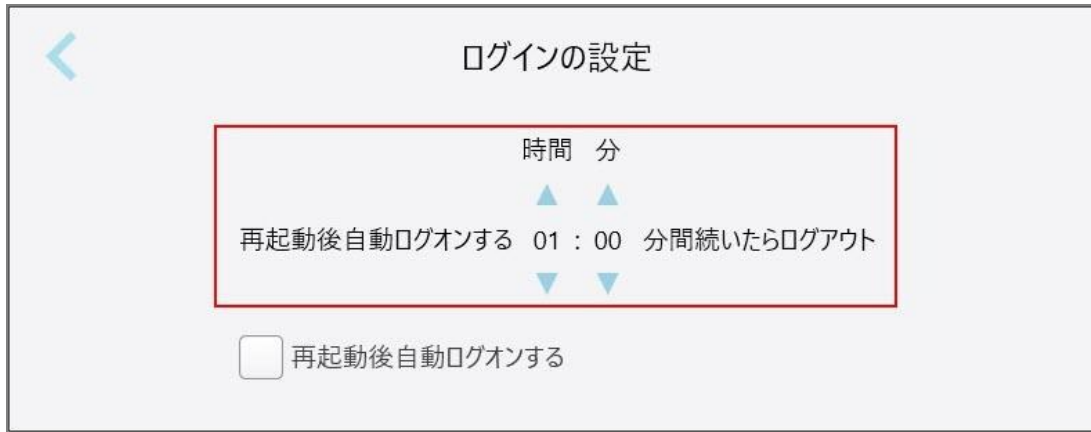 ログインの設定
時間 分
再起動後自動ログオンする 01 : 00 分間続いたらログアウト
再起動後自動ログオンする